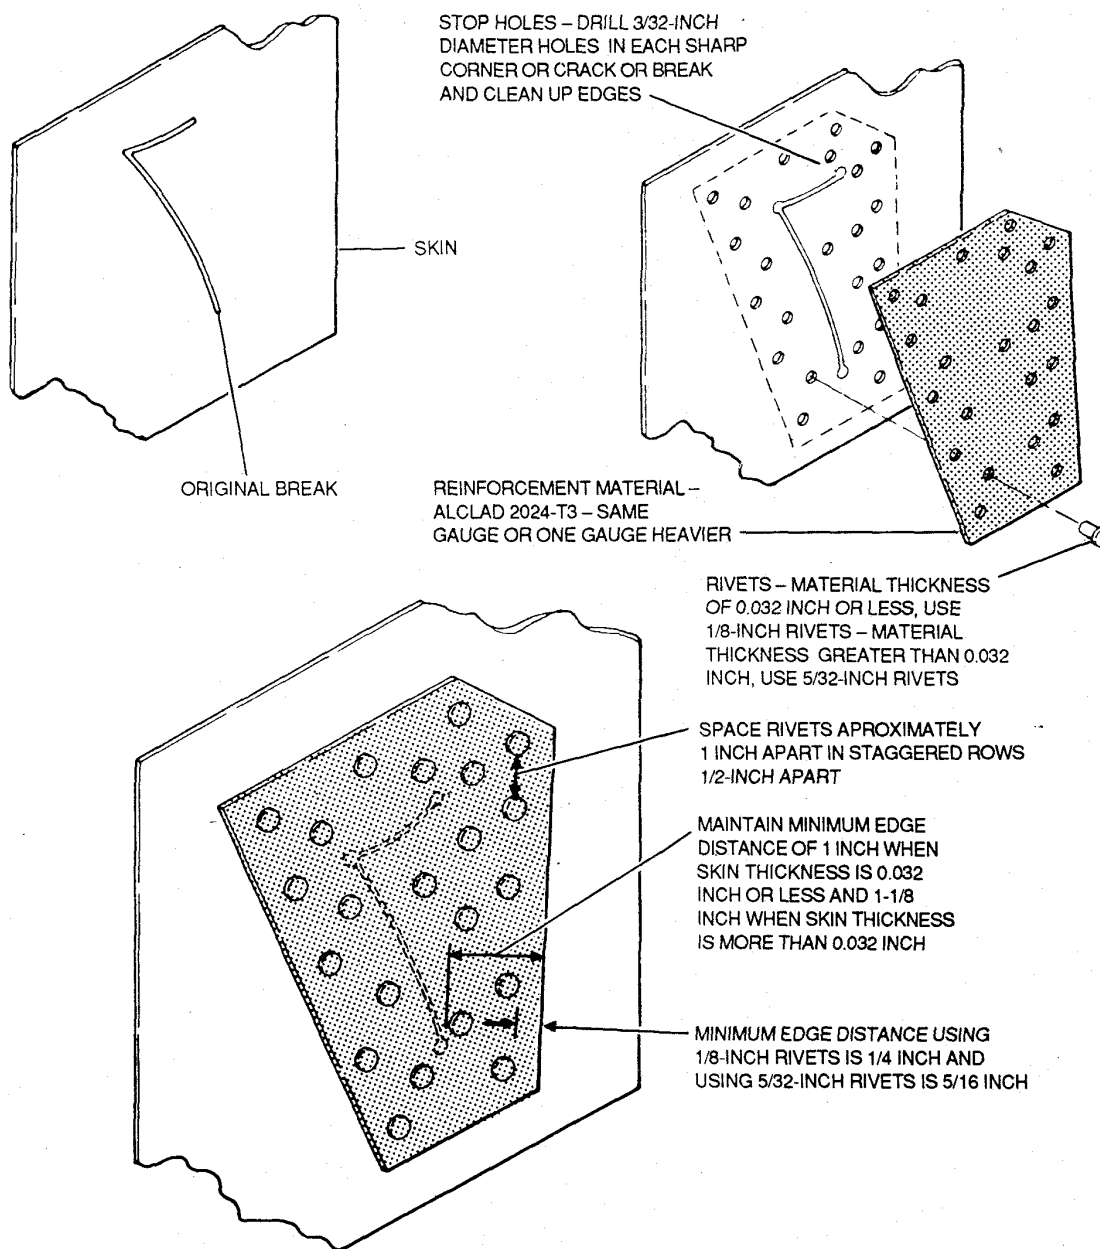 STOP HOLES – DRILL 3/32-INCH
DIAMETER HOLES IN EACH SHARP
CORNER OR CRACK OR BREAK
AND CLEAN UP EDGES
SKIN
ORIGINAL BREAK
REINFORCEMENT MATERIAL –
ALCLAD 2024-T3 – SAME
GAUGE OR ONE GAUGE HEAVIER
RIVETS – MATERIAL THICKNESS
OF 0.032 INCH OR LESS, USE
1/8-INCH RIVETS – MATERIAL
THICKNESS GREATER THAN 0.032
INCH, USE 5/32-INCH RIVETS
SPACE RIVETS APROXIMATELY
1 INCH APART IN STAGGERED ROWS
1/2-INCH APART
MAINTAIN MINIMUM EDGE
DISTANCE OF 1 INCH WHEN
SKIN THICKNESS IS 0.032
INCH OR LESS AND 1-1/8
INCH WHEN SKIN THICKNESS
IS MORE THAN 0.032 INCH
MINIMUM EDGE DISTANCE USING
1/8-INCH RIVETS IS 1/4 INCH AND
USING 5/32-INCH RIVETS IS 5/16 INCH